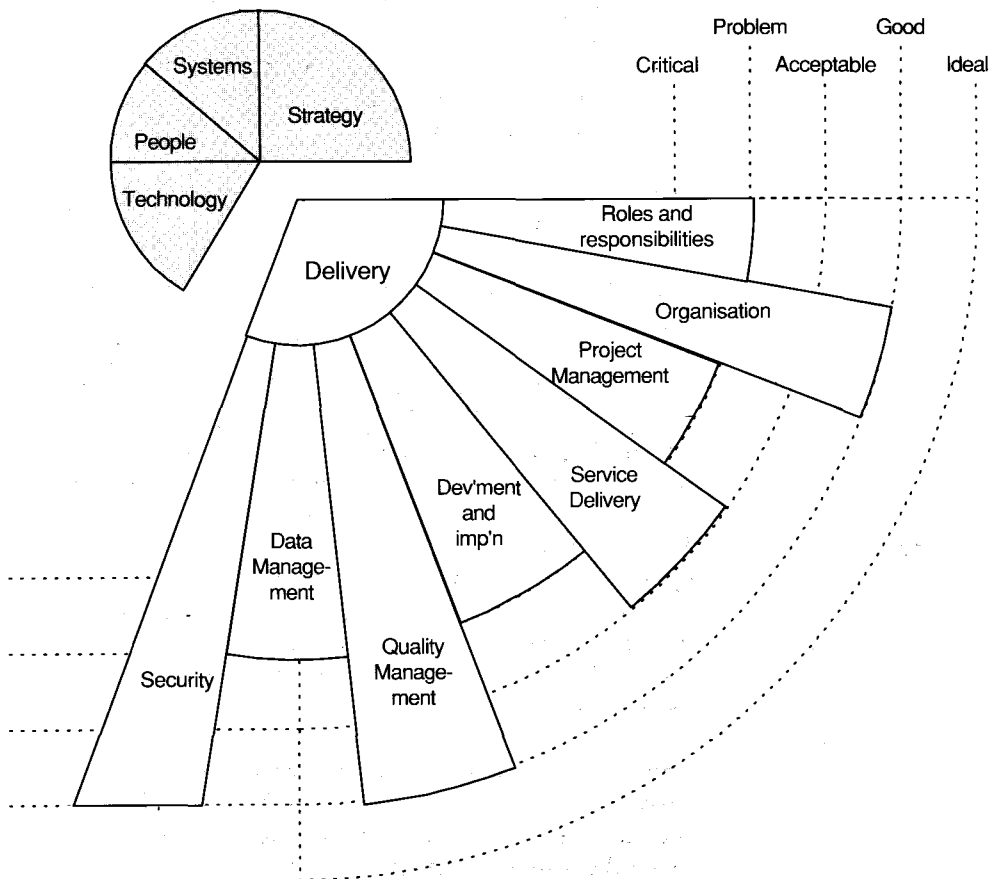 Problem
Good
Critical
Acceptable
Ideal
Systems
Strategy
People
Technology
Delivery
Roles and
responsibilities
Organisation
Project
Management
Service
Delivery
Dev'ment
and
imp'n
Data
Manage-
ment
Quality
Manage-
ment
Security